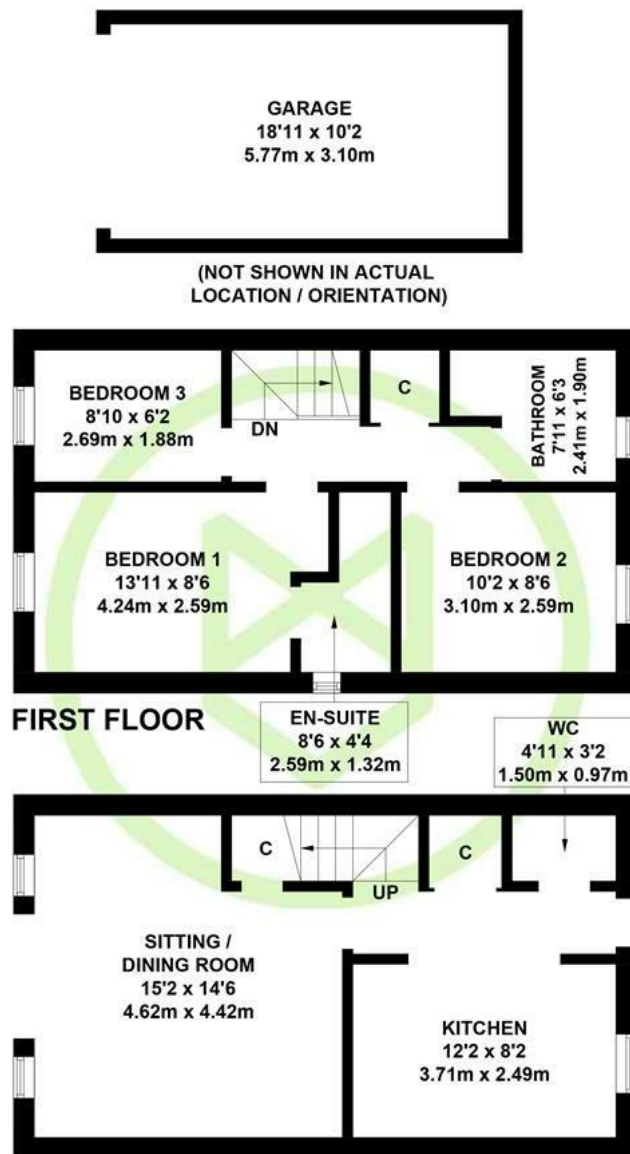 GARAGE
18'11 x 10'2
5.77m x 3.10m
(NOT SHOWN IN ACTUAL
LOCATION / ORIENTATION)
BEDROOM 3
8'10 x 6'2
2.69m x 1.88m
DN
C
BATHROOM
7'11 x 6'3
2.41m x 1.90m
BEDROOM 1
13'11 x 8'6
4.24m x 2.59m
BEDROOM 2
10'2 x 8'6
3.10m x 2.59m
FIRST FLOOR
EN-SUITE
8'6 x 4'4
2.59m x 1.32m
WC
4'11 x 3'2
1.50m x 0.97m
C
UP
C
SITTING /
DINING ROOM
15'2 x 14'6
4.62m x 4.42m
KITCHEN
12'2 x 8'2
3.71m x 2.49m